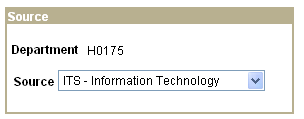 Source
Department H0175
Source ITS - Information Technology